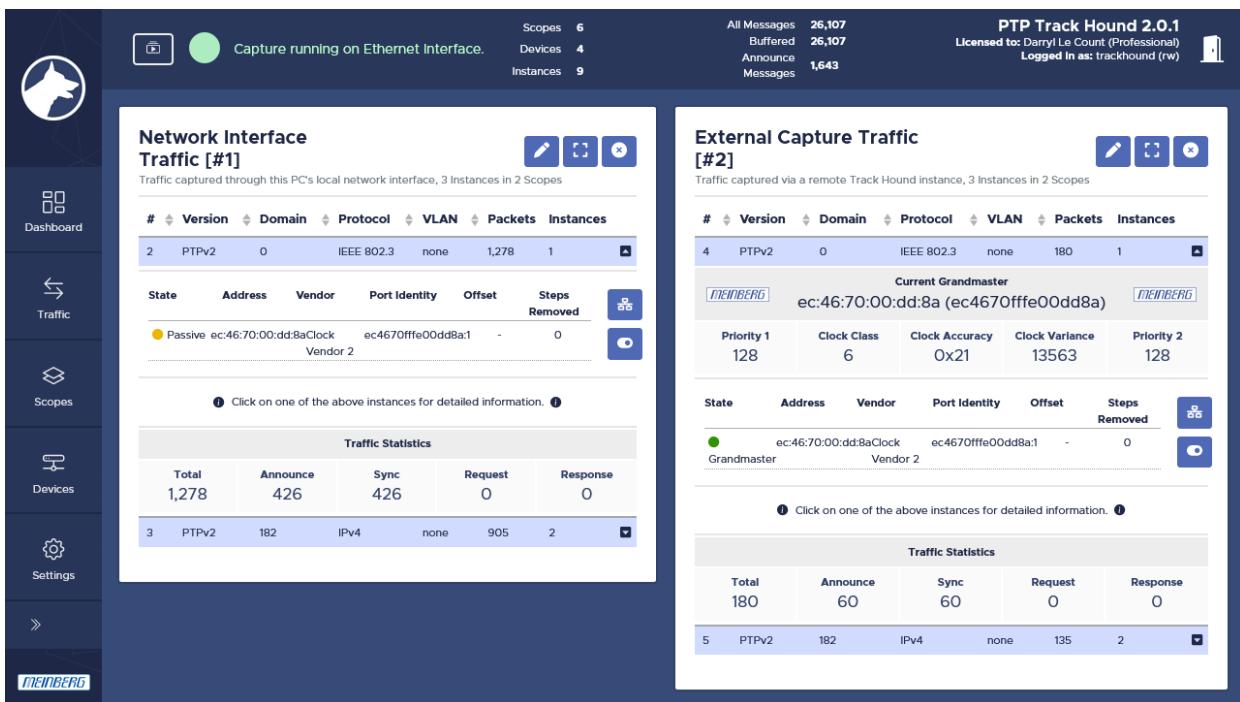 Capture running on Ethernet Interface.
Scopes 6
Devices 4
Instances 9
All Messages 26,107
Buffered 26,107
Announce Messages 1,643
PTP Track Hound 2.0.1
Licensed to: Darryl Le Count (Professional)
Logged in as: trackhound (rw)
Dashboard
Traffic
Scopes
Devices
Settings
MEINBERG
Network Interface
Traffic [#1]
Traffic captured through this PC's local network interface, 3 Instances in 2 Scopes
# Version Domain Protocol VLAN Packets Instances
2 PTPv2 0 IEEE 802.3 none 1,278 1
State Address Vendor Port Identity Offset Steps Removed
Passive ec:46:70:00:dd:8a Clock Vendor 2 ec4670fffe00dd8a:1 - 0
Click on one of the above instances for detailed information.
Traffic Statistics
Total Announce Sync Request Response
1,278 426 426 0 0
3 PTPv2 182 IPv4 none 905 2
External Capture Traffic
[#2]
Traffic captured via a remote Track Hound instance, 3 Instances in 2 Scopes
# Version Domain Protocol VLAN Packets Instances
4 PTPv2 0 IEEE 802.3 none 180 1
Current Grandmaster
MEINBERG ec:46:70:00:dd:8a (ec4670fffe00dd8a) MEINBERG
Priority 1 Clock Class Clock Accuracy Clock Variance Priority 2
128 6 0x21 13563 128
State Address Vendor Port Identity Offset Steps Removed
Grandmaster ec:46:70:00:dd:8a Clock Vendor 2 ec4670fffe00dd8a:1 - 0
Click on one of the above instances for detailed information.
Traffic Statistics
Total Announce Sync Request Response
180 60 60 0 0
5 PTPv2 182 IPv4 none 135 2